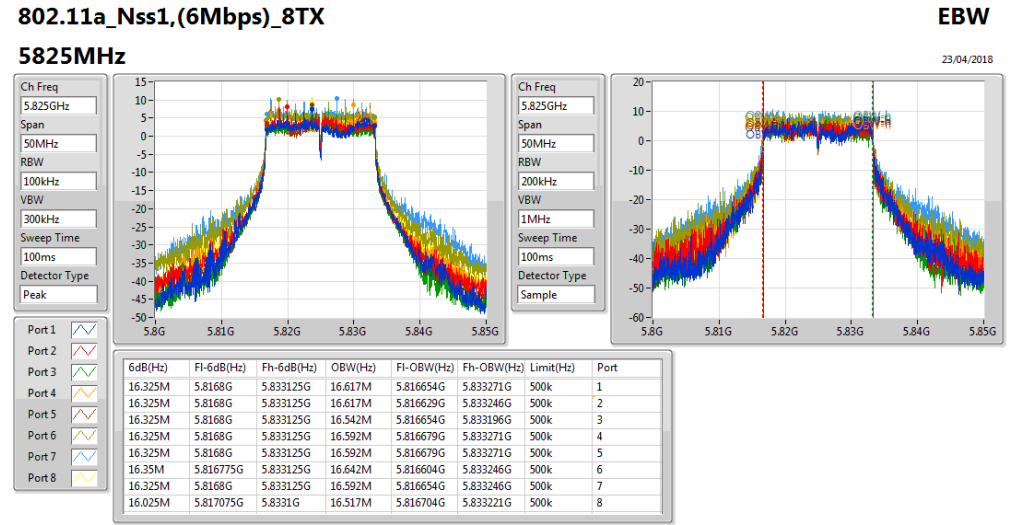 802.11a_Nss1,(6Mbps)_8TX
EBW
5825MHz
23/04/2018
Ch Freq
5.825GHz
Span
50MHz
RBW
100kHz
VBW
300kHz
Sweep Time
100ms
Detector Type
Peak
15
10
5
0
-5
-10
-15
-20
-25
-30
-35
-40
-45
-50
5.8G 5.81G 5.82G 5.83G 5.84G 5.85G
Ch Freq
5.825GHz
Span
50MHz
RBW
200kHz
VBW
1MHz
Sweep Time
100ms
Detector Type
Sample
20
10
0
-10
-20
-30
-40
-50
-60
5.8G 5.81G 5.82G 5.83G 5.84G 5.85G
Port 1
Port 2
Port 3
Port 4
Port 5
Port 6
Port 7
Port 8
6dB(Hz) Fl-6dB(Hz) Fh-6dB(Hz) OBW(Hz) Fl-OBW(Hz) Fh-OBW(Hz) Limit(Hz) Port
16.325M 5.8168G 5.833125G 16.617M 5.816654G 5.833271G 500k 1
16.325M 5.8168G 5.833125G 16.617M 5.816629G 5.833246G 500k 2
16.325M 5.8168G 5.833125G 16.542M 5.816654G 5.833196G 500k 3
16.325M 5.8168G 5.833125G 16.592M 5.816679G 5.833271G 500k 4
16.325M 5.8168G 5.833125G 16.592M 5.816679G 5.833271G 500k 5
16.35M 5.816775G 5.833125G 16.642M 5.816604G 5.833246G 500k 6
16.325M 5.8168G 5.833125G 16.592M 5.816654G 5.833246G 500k 7
16.025M 5.817075G 5.8331G 16.517M 5.816704G 5.833221G 500k 8